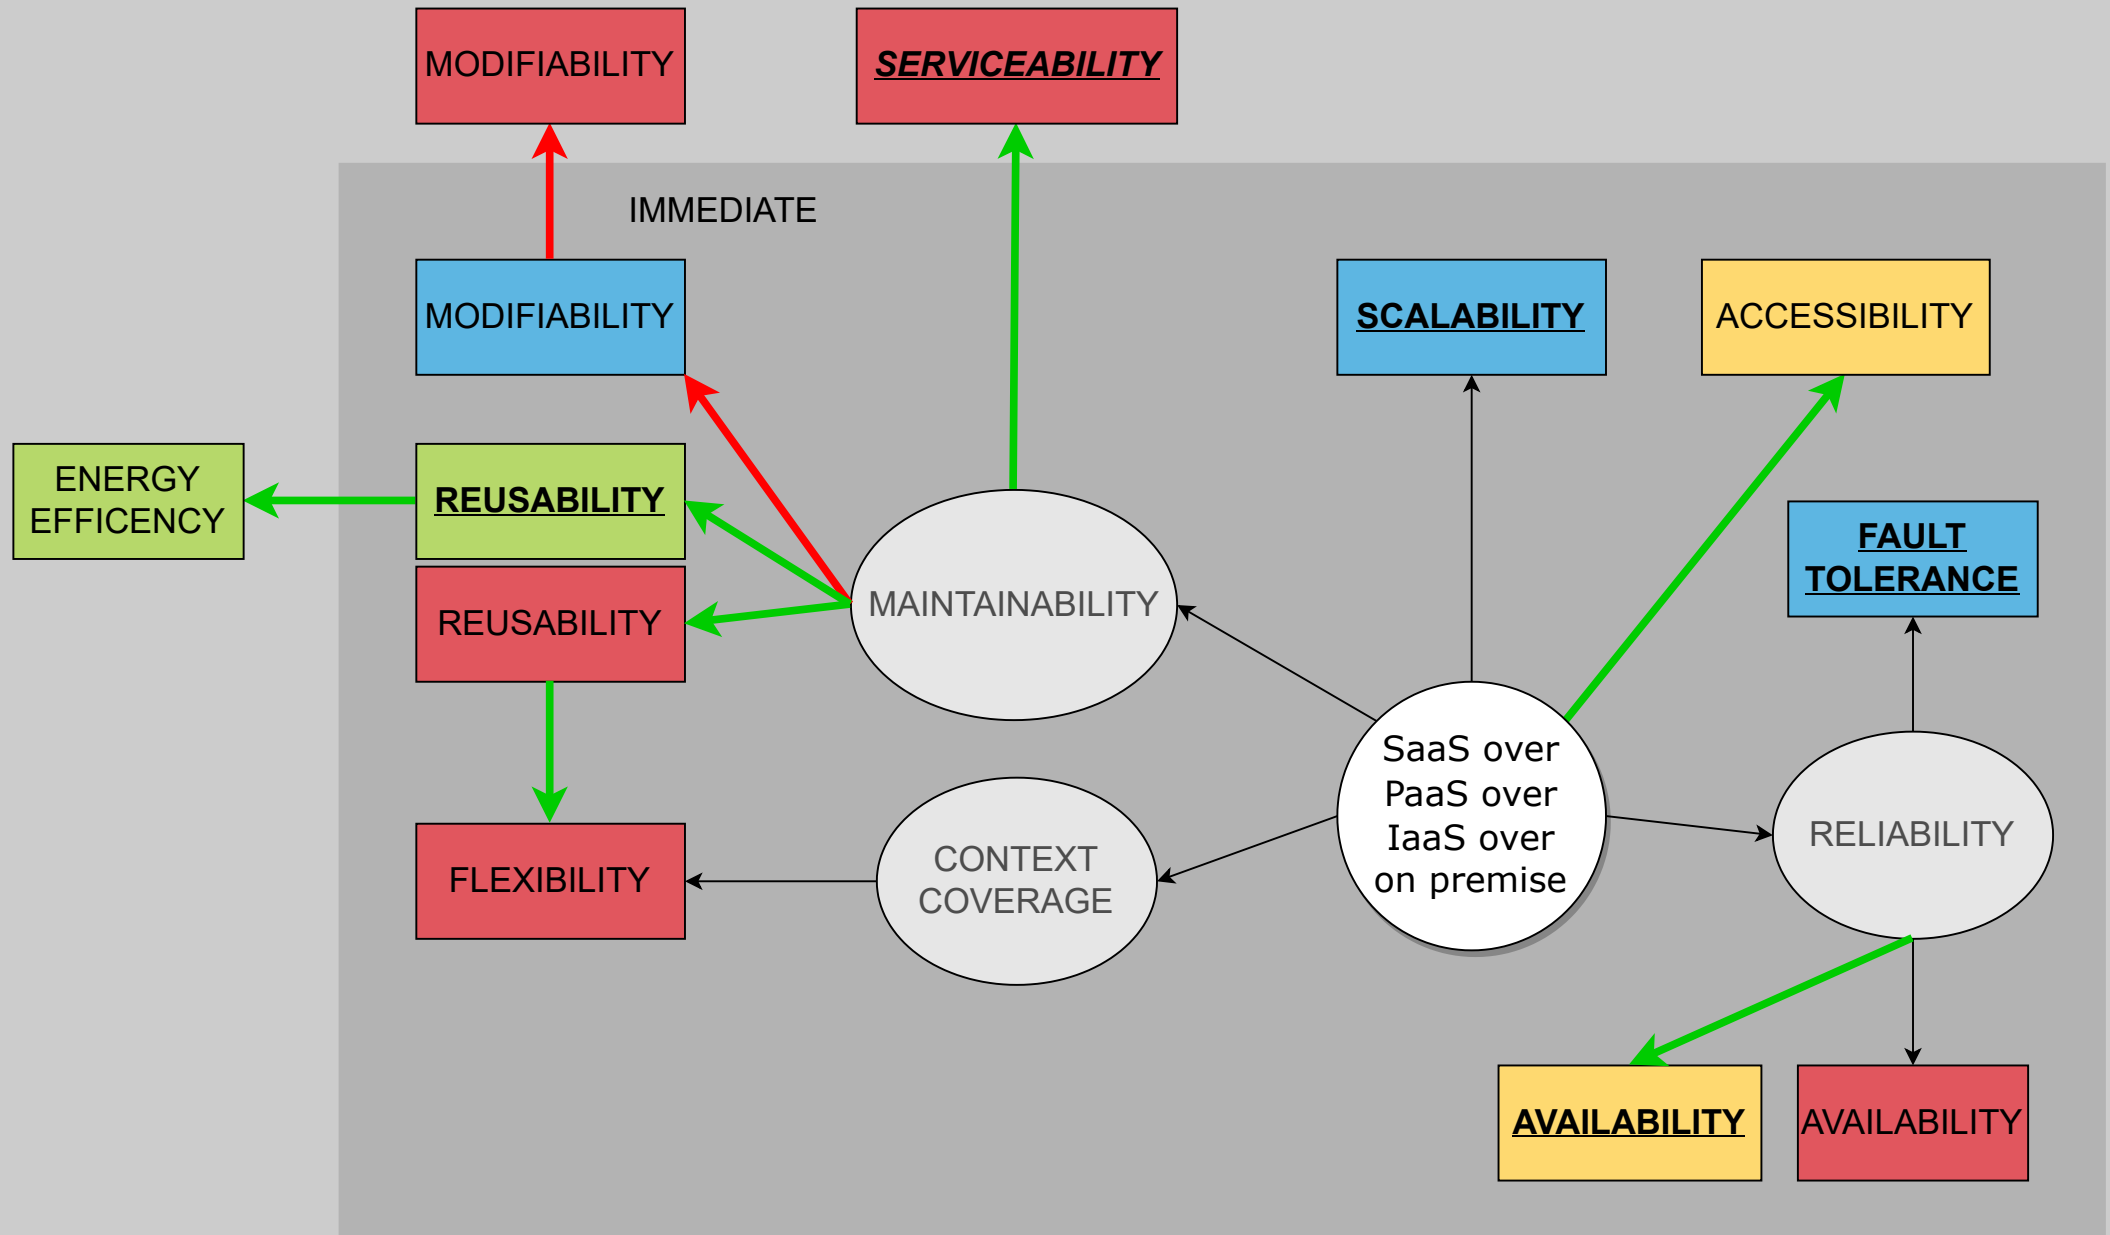 MODIFIABILITY
SERVICEABILITY
IMMEDIATE
MODIFIABILITY
SCALABILITY
ACCESSIBILITY
ENERGY
EFFICENCY
REUSABILITY
FAULT
TOLERANCE
REUSABILITY
MAINTAINABILITY
SaaS over
PaaS over
IaaS over
on premise
RELIABILITY
FLEXIBILITY
CONTEXT
COVERAGE
AVAILABILITY
AVAILABILITY